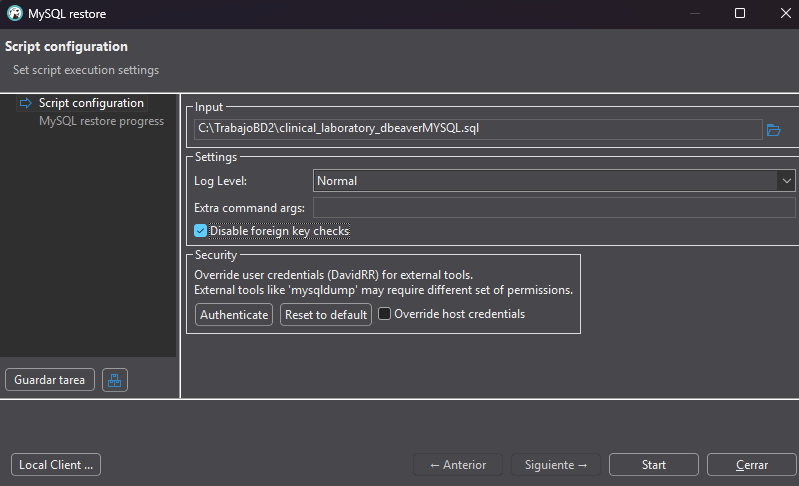 MySQL restore
Script configuration
Set script execution settings
Script configuration
MySQL restore progress
Input
C:\TrabajoBD2\clinical_laboratory_dbeaverMYSQL.sql
Settings
Log Level:
Normal
Extra command args:
Disable foreign key checks
Security
Override user credentials (DavidRR) for external tools.
External tools like 'mysqldump' may require different set of permissions.
Authenticate
Reset to default
Override host credentials
Guardar tarea
Local Client ...
← Anterior
Siguiente →
Start
Cerrar